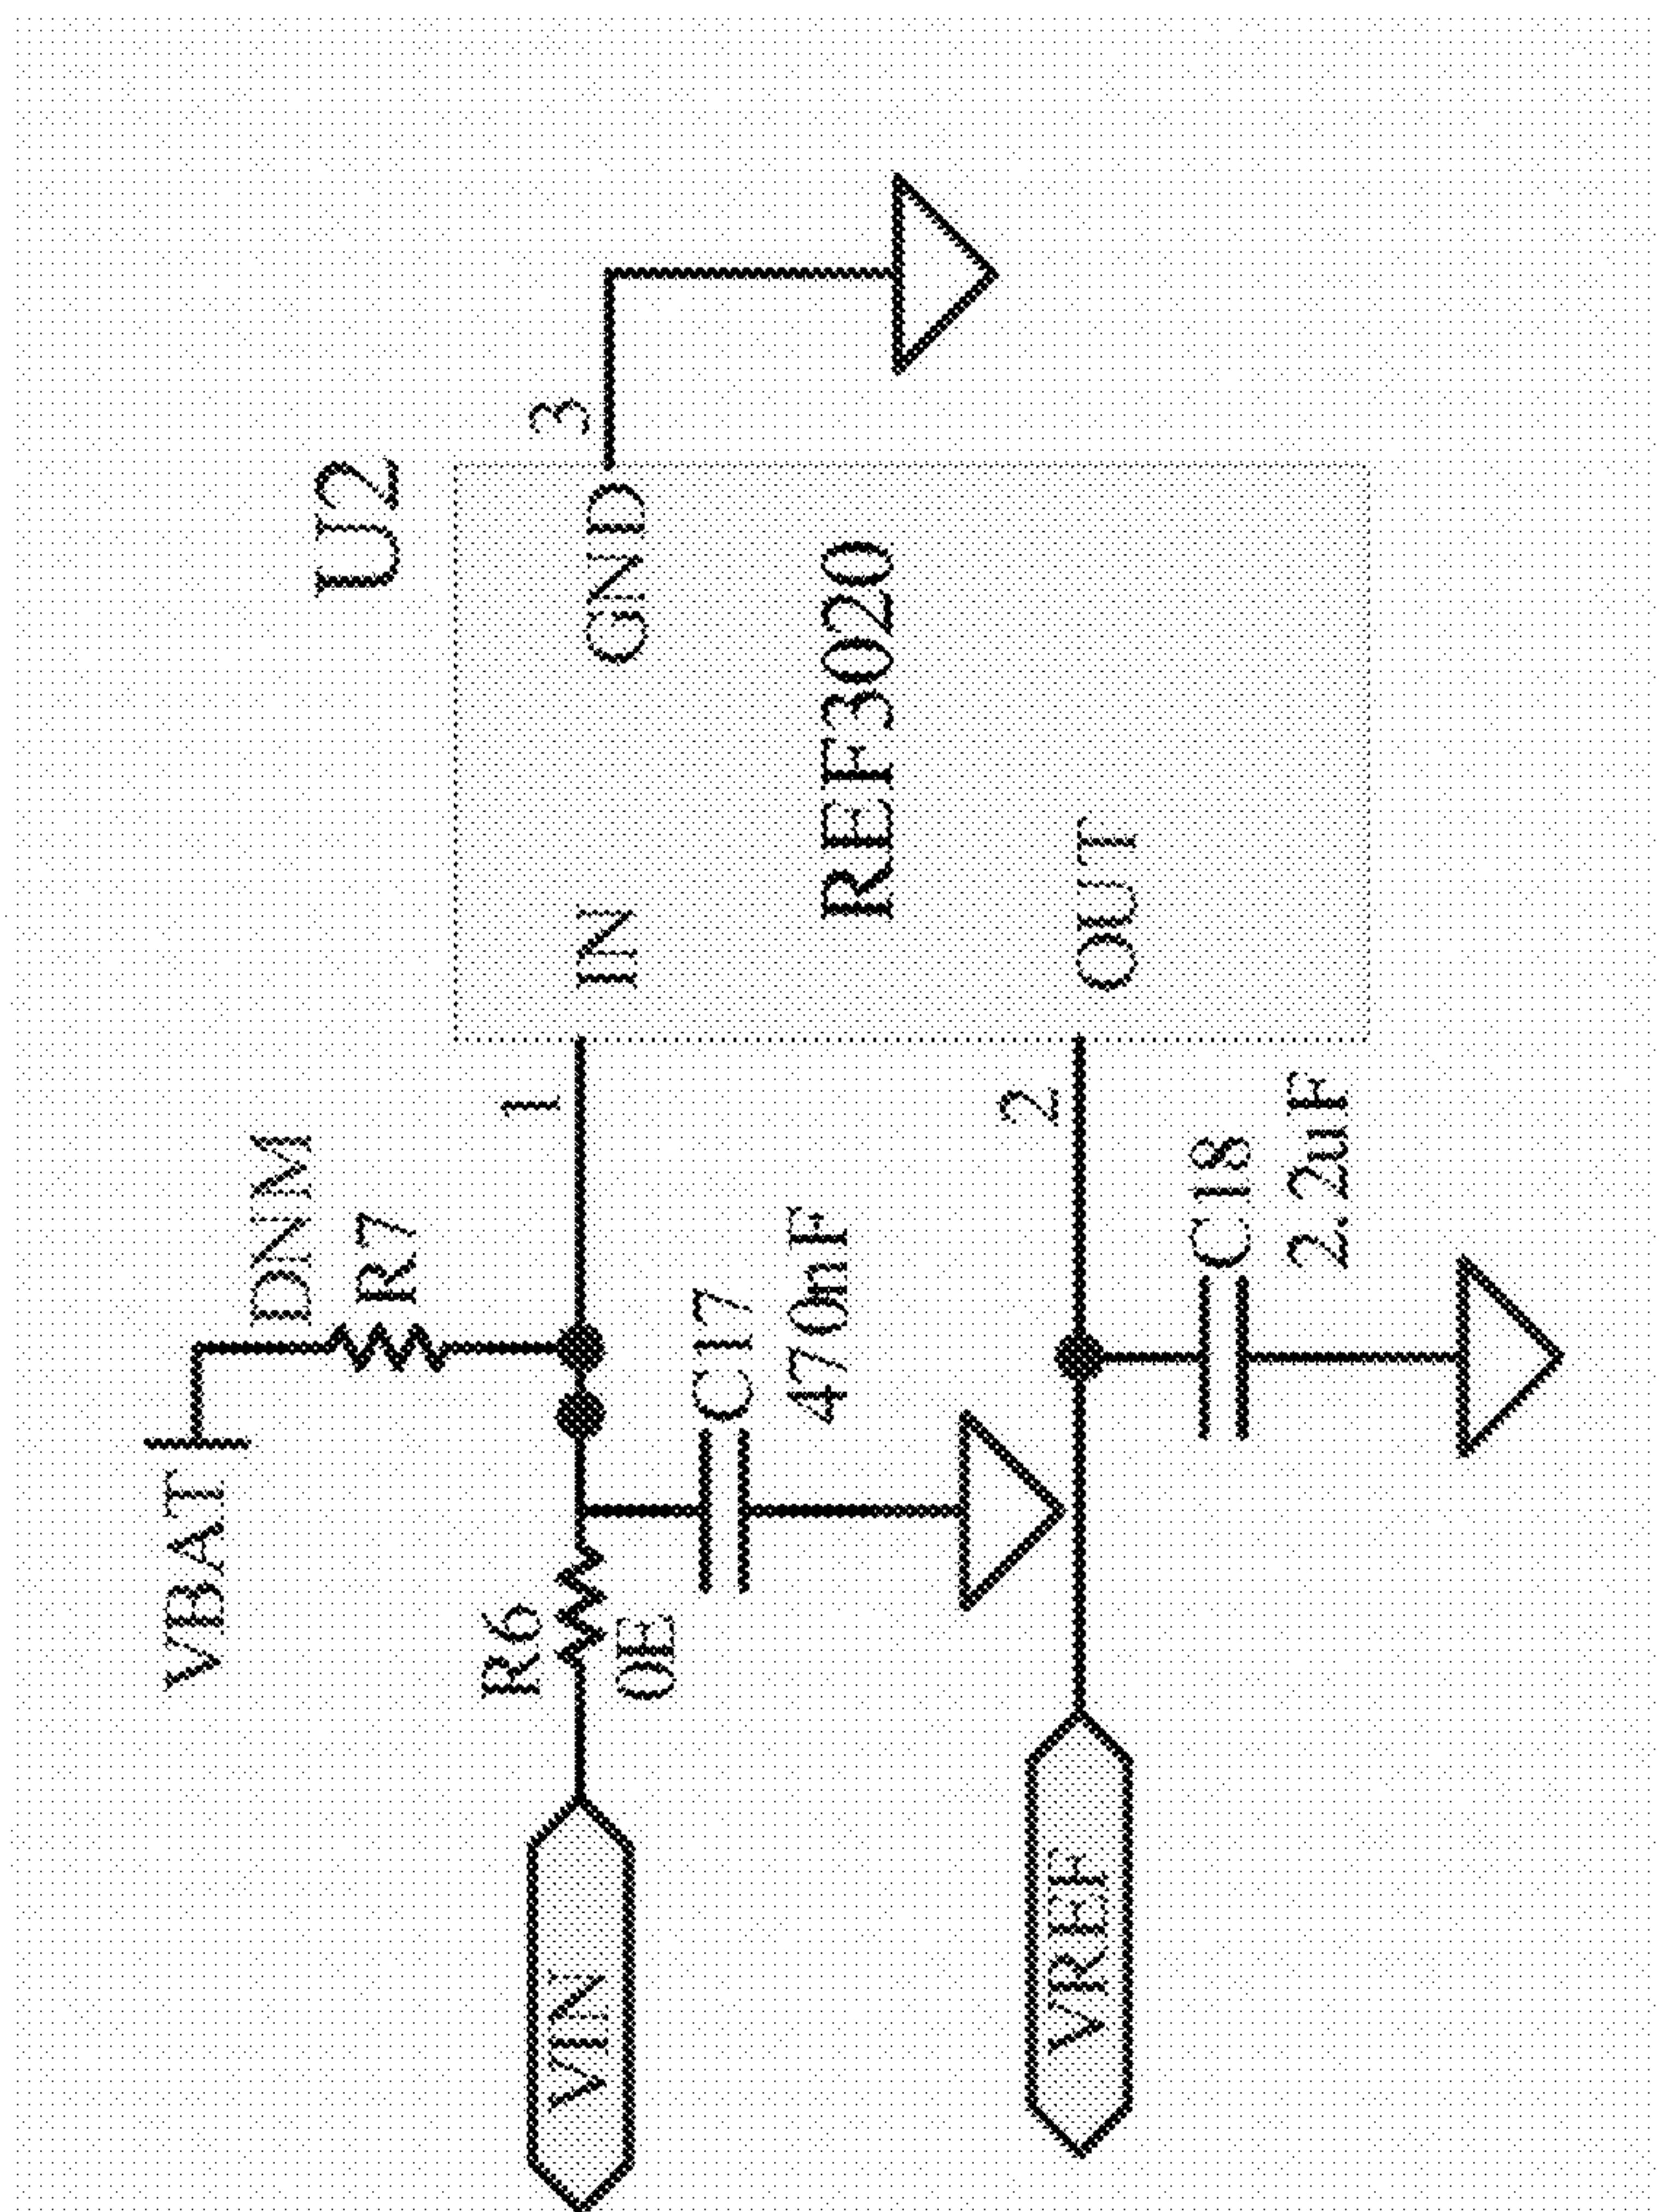 U2
VBAT
DNM
R7
VIN
R6
0E
1
IN
GND
3
C17
470nF
REF3020
VREF
2
OUT
C18
2.2uF